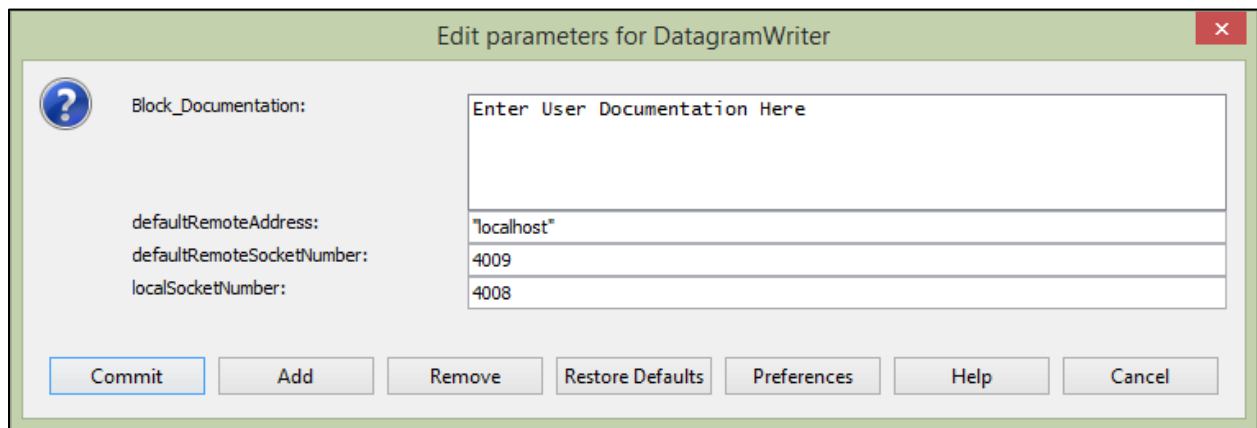 Edit parameters for DatagramWriter
Block_Documentation:
Enter User Documentation Here
defaultRemoteAddress:
"localhost"
defaultRemoteSocketNumber:
4009
localSocketNumber:
4008
Commit
Add
Remove
Restore Defaults
Preferences
Help
Cancel